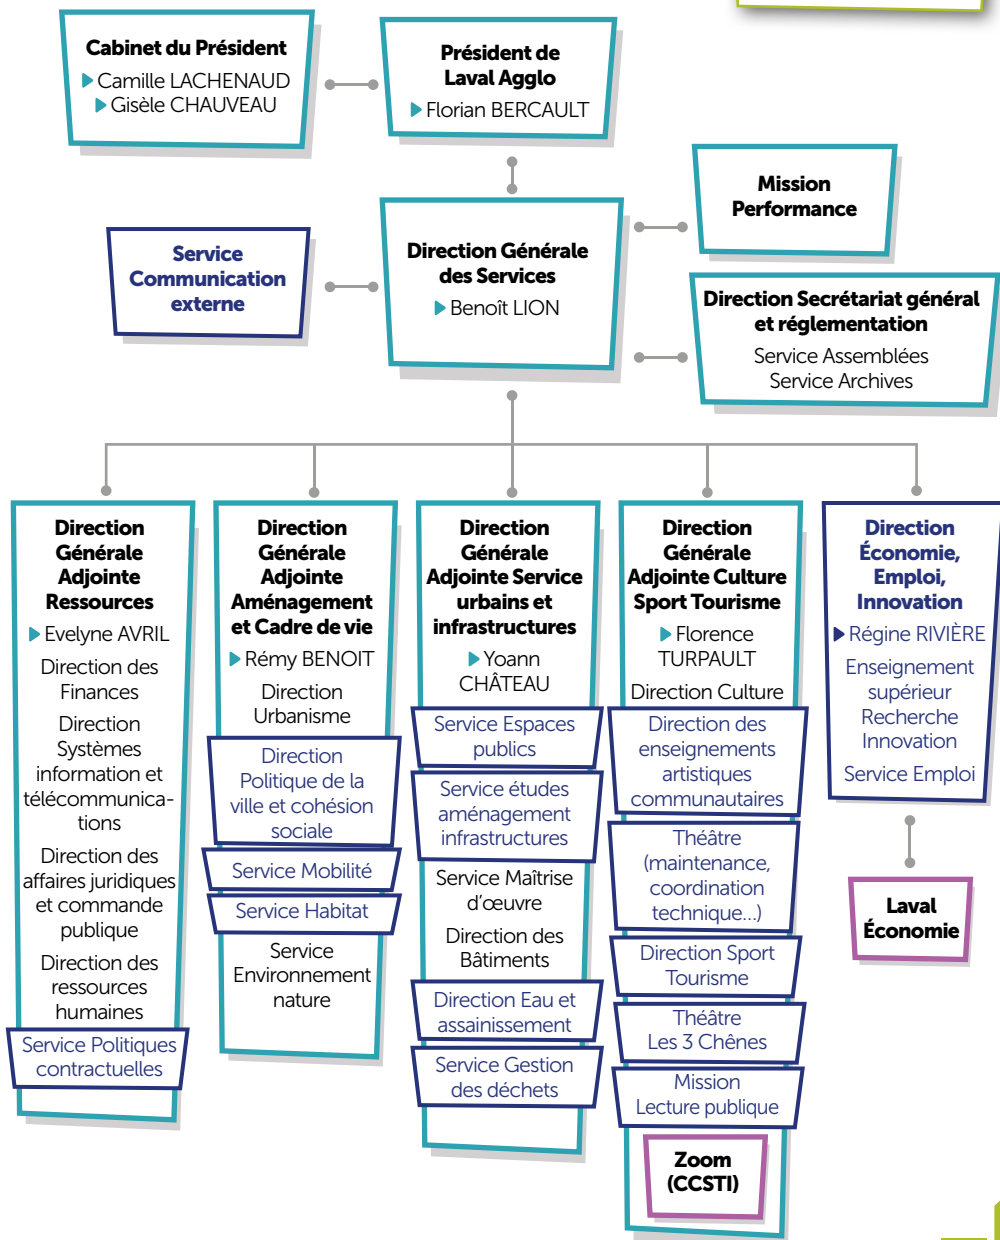 Cabinet du Président
Camille LACHENAUD
Gisèle CHAUVEAU
Président de
Laval Agglo
Florian BERCAULT
Mission
Performance
Service
Communication
externe
Direction Générale
des Services
Benoît LION
Direction Secrétariat général
et réglementation
Service Assemblées
Service Archives
Direction
Générale
Adjointe
Ressources
Evelyne AVRIL
Direction des
Finances
Direction
Systèmes
information et
télécommunica-
tions
Direction des
affaires juridiques
et commande
publique
Direction des
ressources
humaines
Service Politiques
contractuelles
Direction
Générale
Adjointe
Aménagement
et Cadre de vie
Rémy BENOIT
Direction
Urbanisme
Direction
Politique de la
ville et cohésion
sociale
Service Mobilité
Service Habitat
Service
Environnement
nature
Direction
Générale
Adjointe Service
urbains et
infrastructures
Yoann
CHÂTEAU
Service Espaces
publics
Service études
aménagement
infrastructures
Service Maîtrise
d'œuvre
Direction des
Bâtiments
Direction Eau et
assainissement
Service Gestion
des déchets
Direction
Générale
Adjointe Culture
Sport Tourisme
Florence
TURPAULT
Direction Culture
Direction des
enseignements
artistiques
communautaires
Théâtre
(maintenance,
coordination
technique...)
Direction Sport
Tourisme
Théâtre
Les 3 Chênes
Mission
Lecture publique
Zoom
(CCSTI)
Direction
Économie,
Emploi,
Innovation
Régine RIVIÈRE
Enseignement
supérieur
Recherche
Innovation
Service Emploi
Laval
Économie